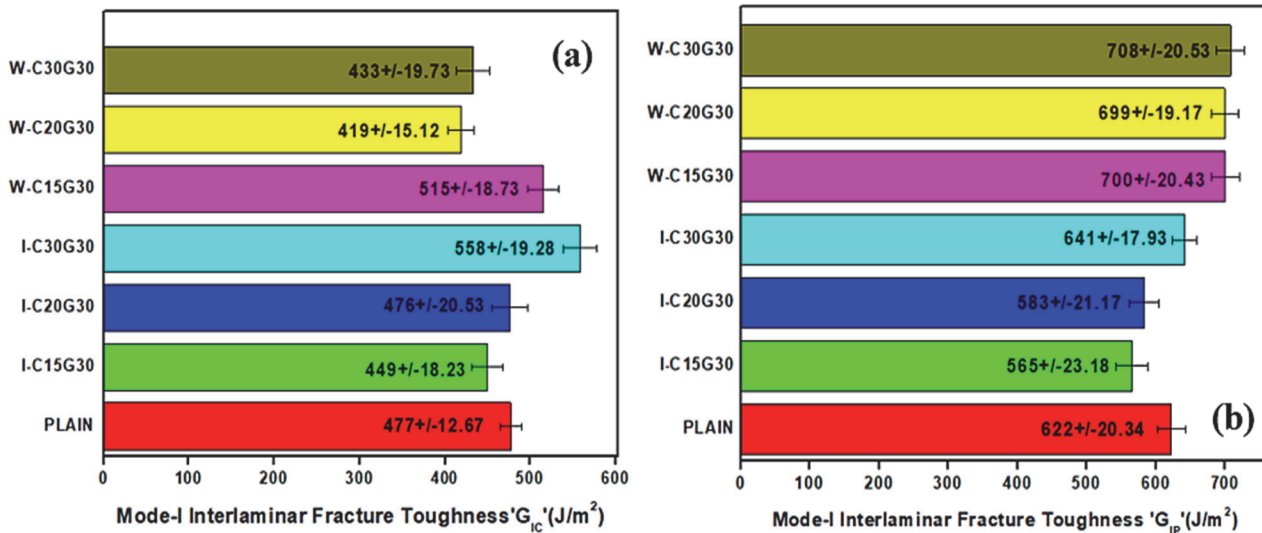 (a)
W-C30G30 433+/-19.73
W-C20G30 419+/-15.12
W-C15G30 515+/-18.73
I-C30G30 558+/-19.28
I-C20G30 476+/-20.53
I-C15G30 449+/-18.23
PLAIN 477+/-12.67
0 100 200 300 400 500 600
Mode-I Interlaminar Fracture Toughness'G_IC'(J/m²)
W-C30G30 708+/-20.53
W-C20G30 699+/-19.17
W-C15G30 700+/-20.43
I-C30G30 641+/-17.93
I-C20G30 583+/-21.17
I-C15G30 565+/-23.18
PLAIN 622+/-20.34
(b)
0 100 200 300 400 500 600 700
Mode-I Interlaminar Fracture Toughness 'G_IP'(J/m²)